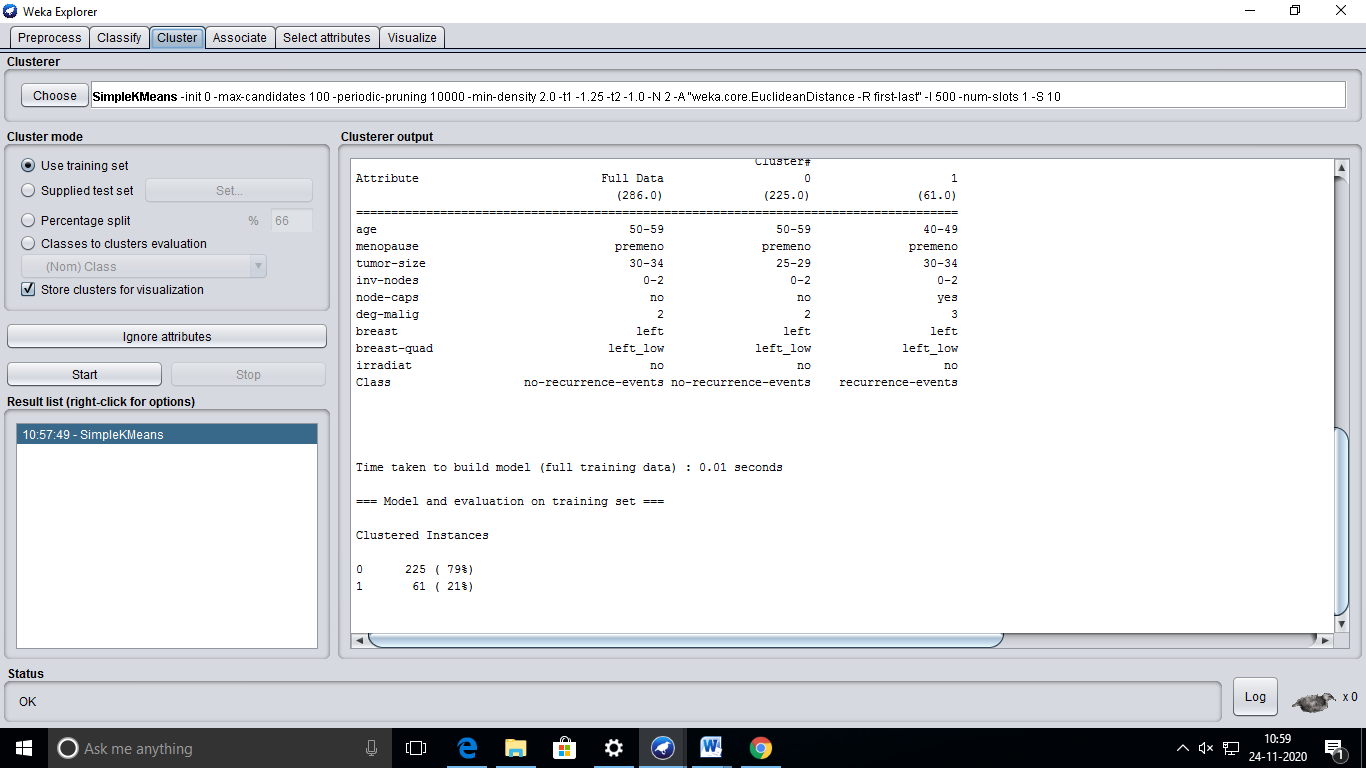 Weka Explorer
Preprocess Classify Cluster Associate Select attributes Visualize
Clusterer
Choose SimpleKMeans -init 0 -max-candidates 100 -periodic-pruning 10000 -min-density 2.0 -t1 -1.25 -t2 -1.0 -N 2 -A "weka.core.EuclideanDistance -R first-last" -I 500 -num-slots 1 -S 10
Cluster mode
Use training set
Supplied test set Set...
Percentage split % 66
Classes to clusters evaluation
(Nom) Class
Store clusters for visualization
Ignore attributes
Start Stop
Result list (right-click for options)
10:57:49 - SimpleKMeans
Clusterer output
Cluster#
Attribute Full Data 0 1
(286.0) (225.0) (61.0)
======================================================================================
age 50-59 50-59 40-49
menopause premeno premeno premeno
tumor-size 30-34 25-29 30-34
inv-nodes 0-2 0-2 0-2
node-caps no no yes
deg-malig 2 2 3
breast left left left
breast-quad left_low left_low left_low
irradiat no no no
Class no-recurrence-events no-recurrence-events recurrence-events
Time taken to build model (full training data) : 0.01 seconds
=== Model and evaluation on training set ===
Clustered Instances
0 225 ( 79%)
1 61 ( 21%)
Status
OK
Log x 0
Ask me anything
10:59
24-11-2020
1